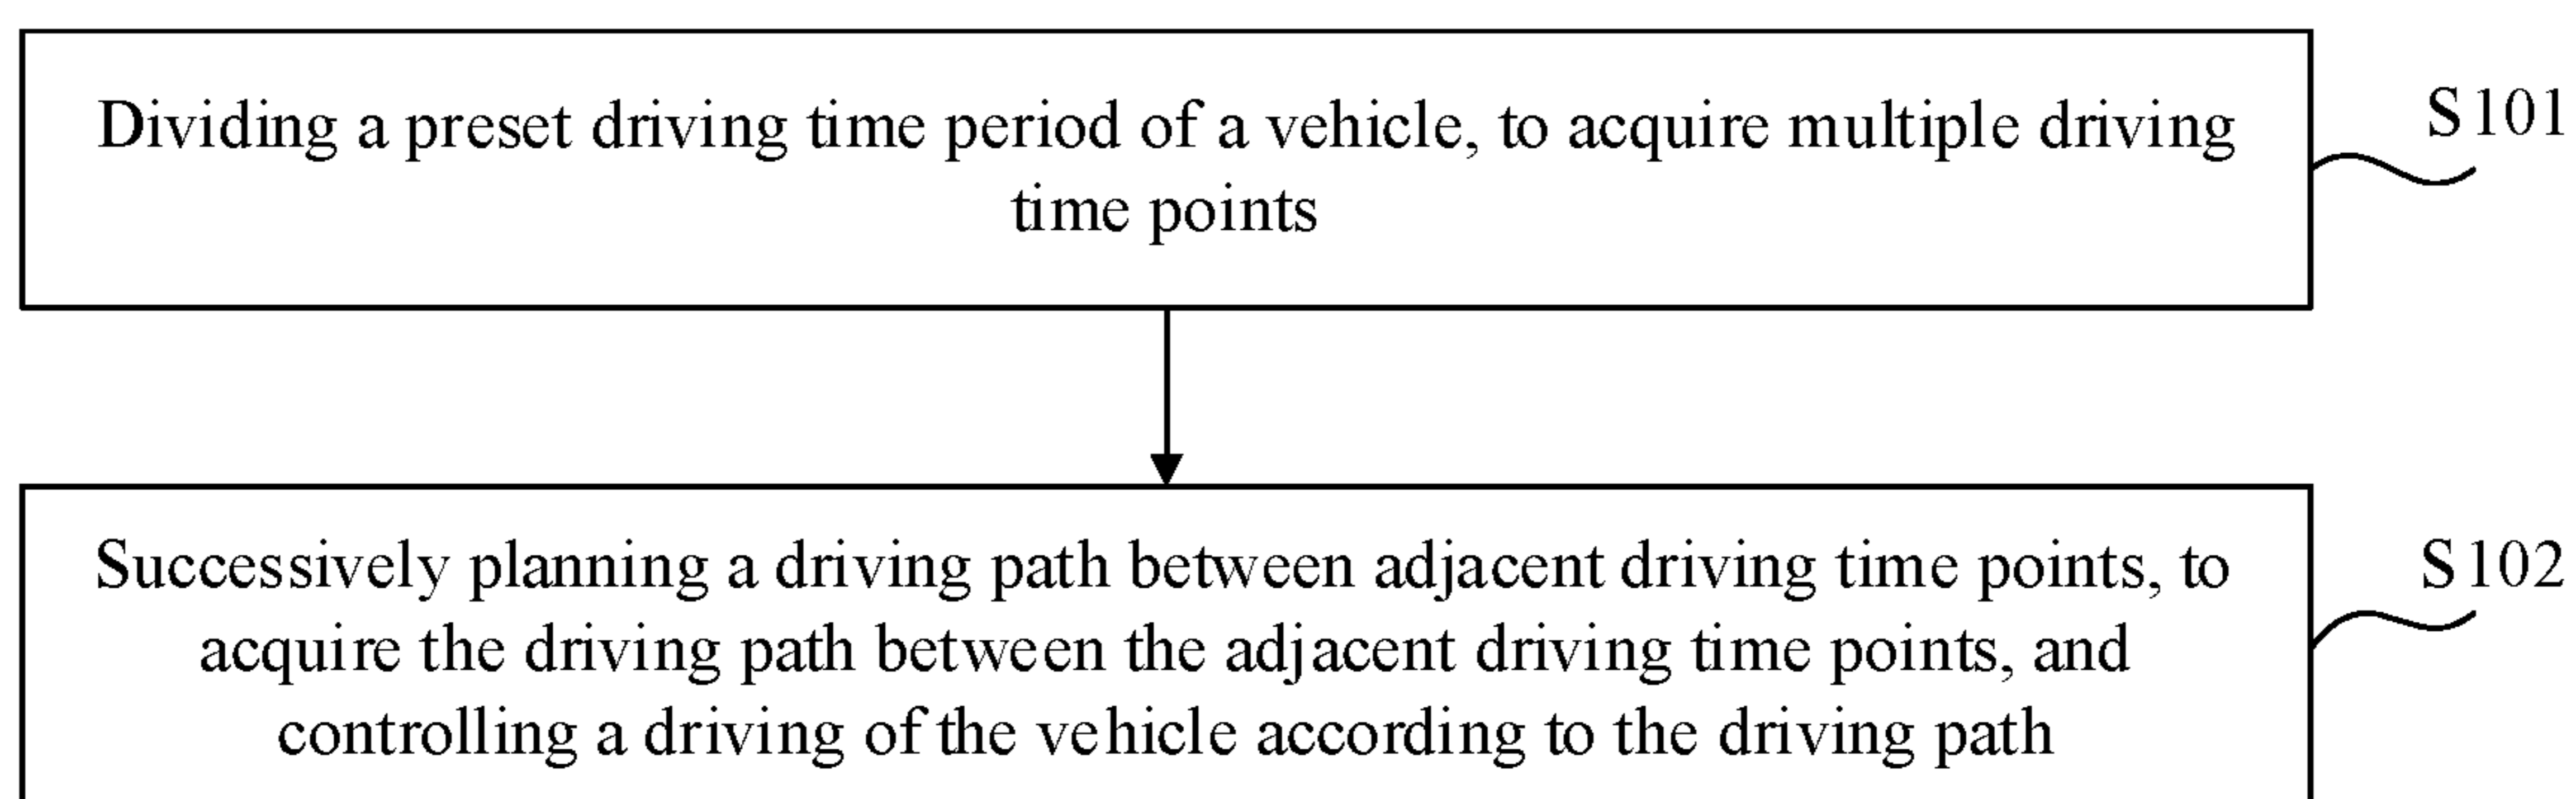 Dividing a preset driving time period of a vehicle, to acquire multiple driving
time points
S101
Successively planning a driving path between adjacent driving time points, to
acquire the driving path between the adjacent driving time points, and
controlling a driving of the vehicle according to the driving path
S102